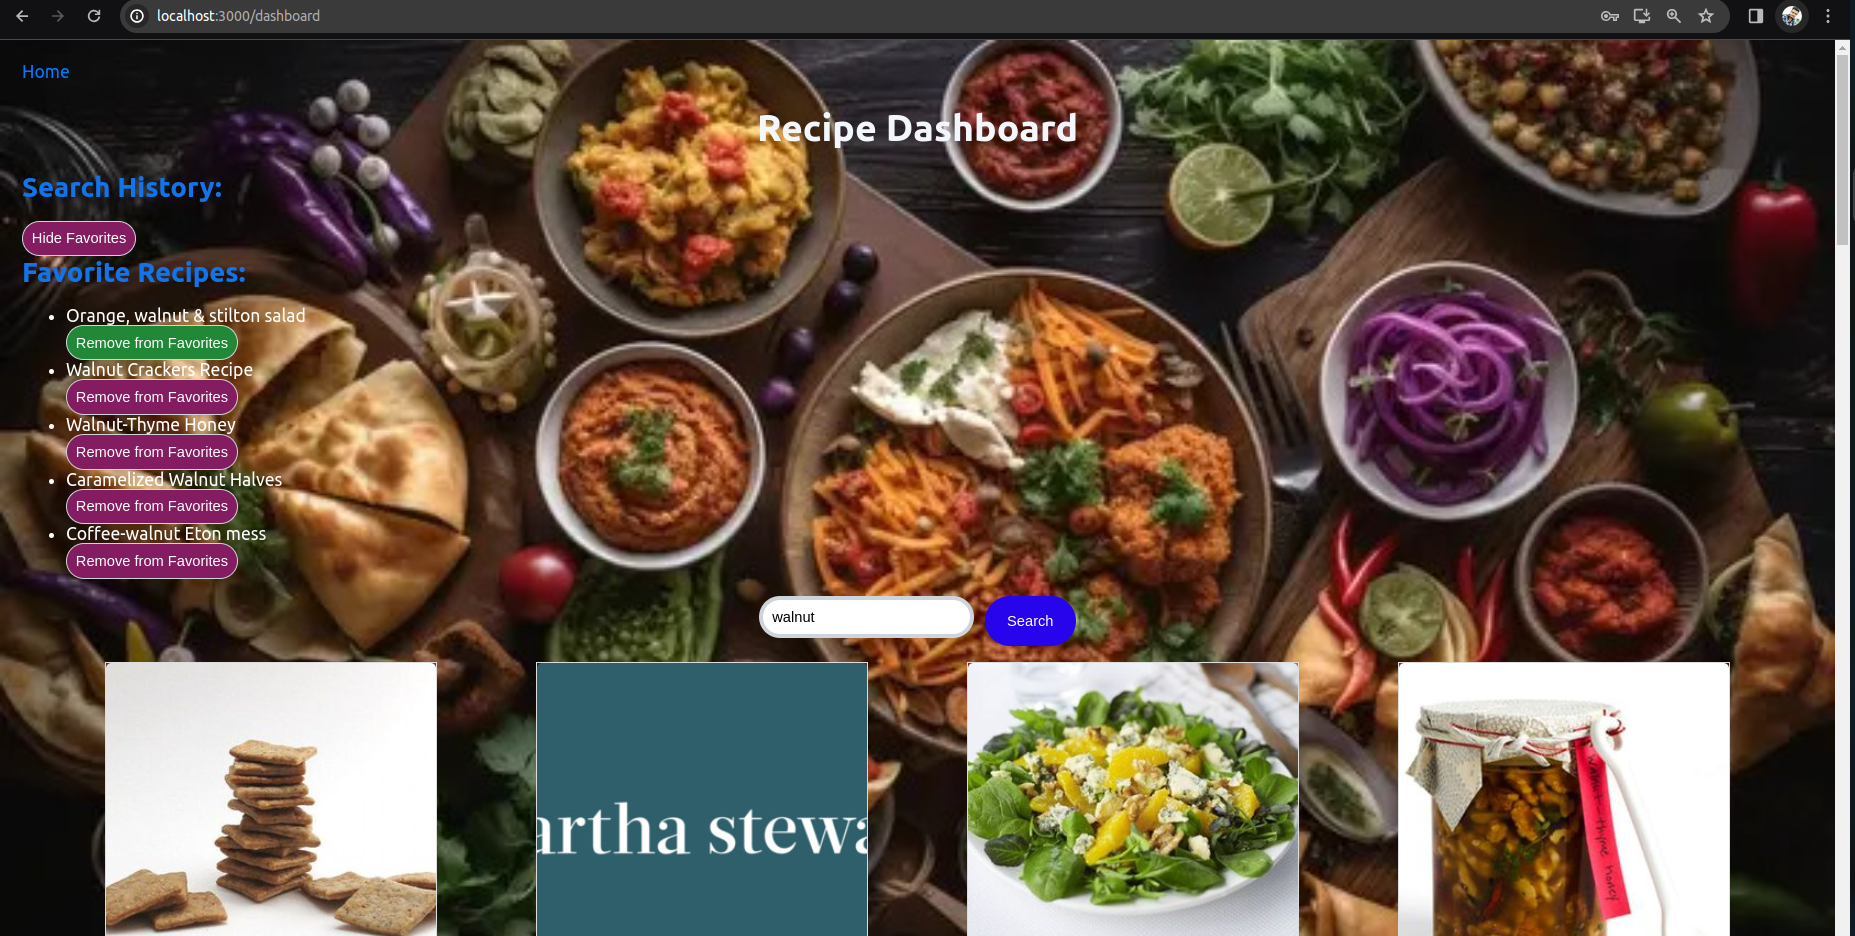 localhost:3000/dashboard
Home
Recipe Dashboard
Search History:
Hide Favorites
Favorite Recipes:
Orange, walnut & stilton salad
Remove from Favorites
Walnut Crackers Recipe
Remove from Favorites
Walnut-Thyme Honey
Remove from Favorites
Caramelized Walnut Halves
Remove from Favorites
Coffee-walnut Eton mess
Remove from Favorites
walnut
Search
artha stewa
walnut-thyme honey